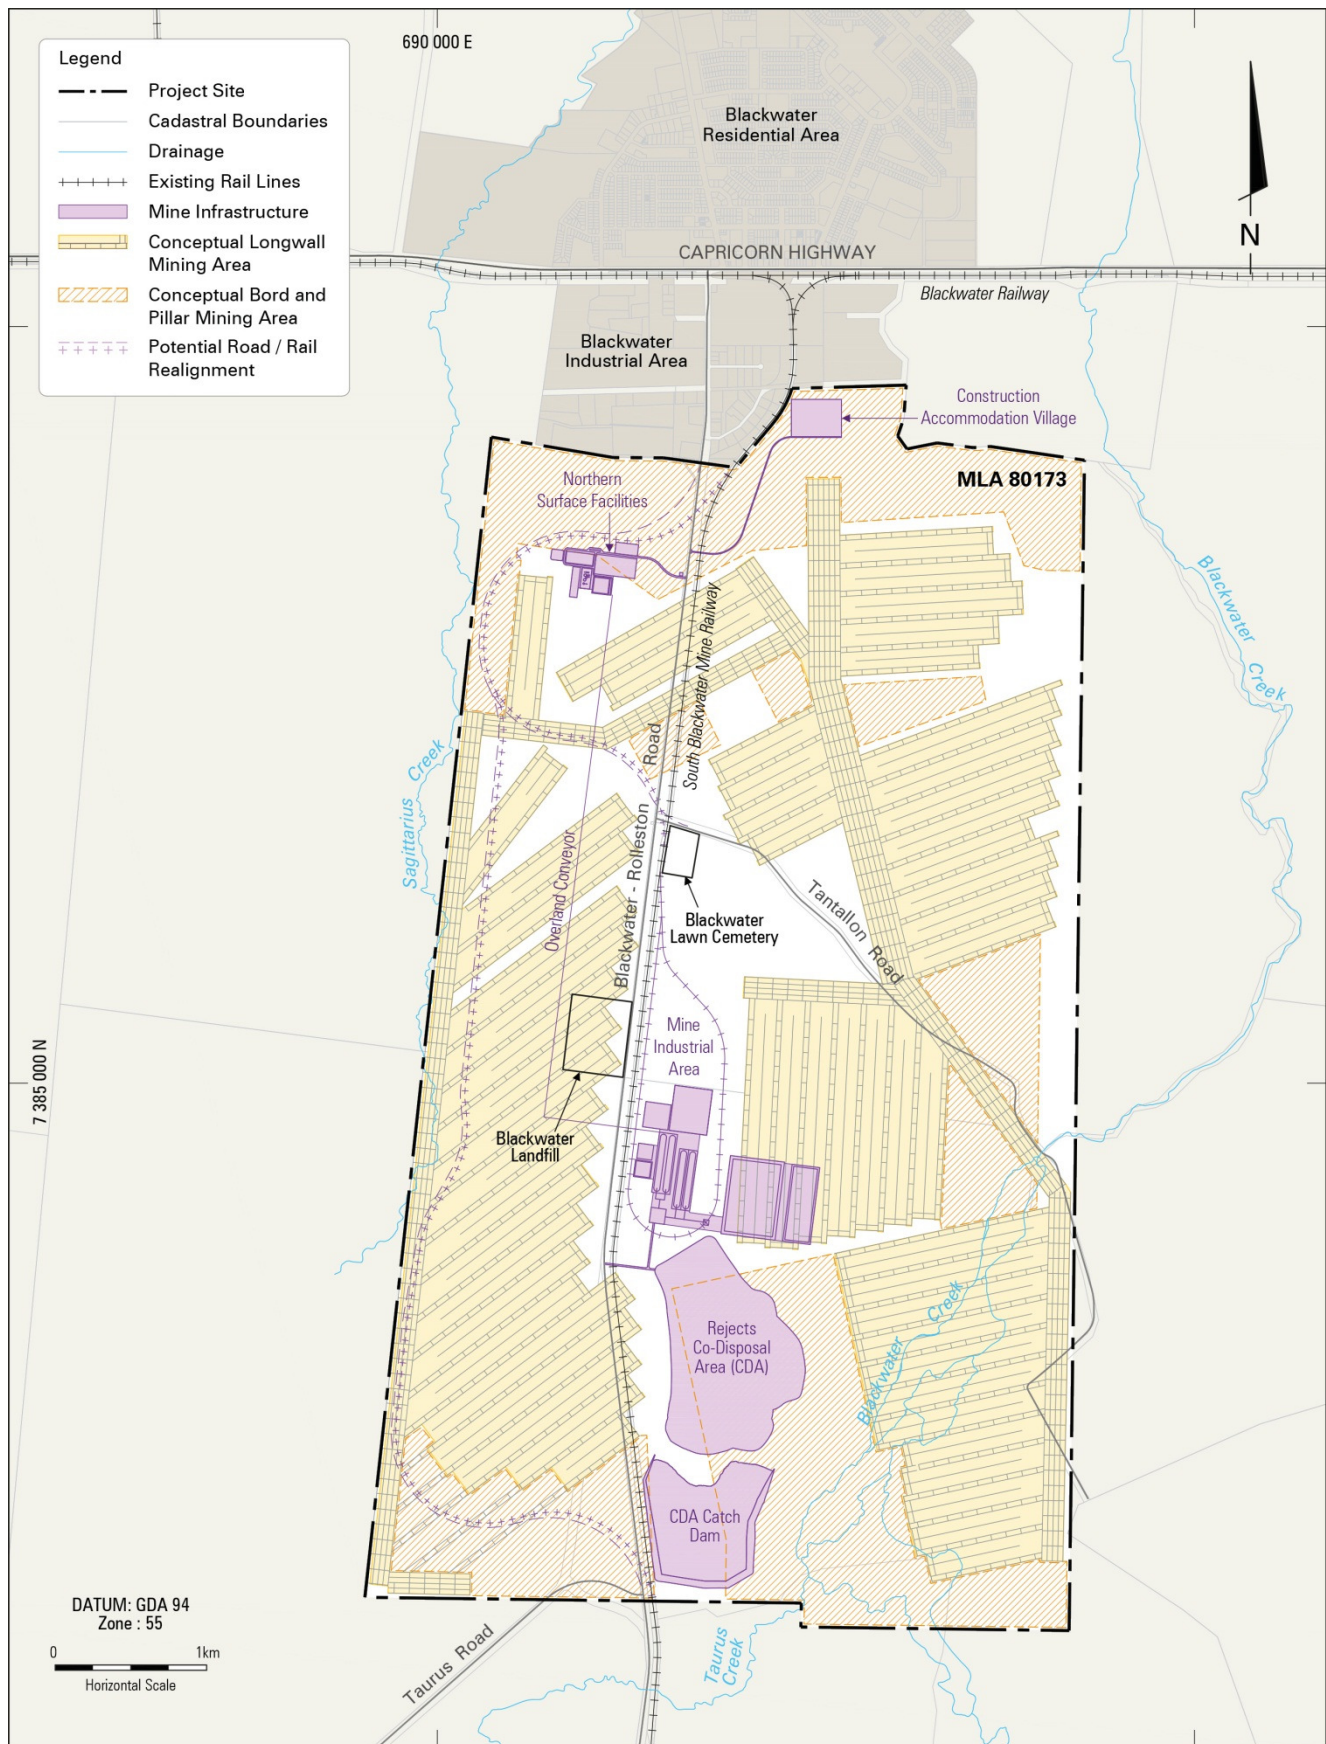 690 000 E
Legend
Project Site
Cadastral Boundaries
Drainage
Existing Rail Lines
Mine Infrastructure
Conceptual Longwall
Mining Area
Conceptual Bord and
Pillar Mining Area
Potential Road / Rail
Realignment
Blackwater
Residential Area
N
CAPRICORN HIGHWAY
Blackwater Railway
Blackwater
Industrial Area
Construction
Accommodation Village
MLA 80173
Northern
Surface Facilities
South Blackwater Mine Railway
Blackwater - Rolleston Road
Blackwater Creek
Sagittarius Creek
Overland Conveyor
Tantallon Road
Blackwater
Lawn Cemetery
Mine
Industrial
Area
7 385 000 N
Blackwater
Landfill
Blackwater Creek
Rejects
Co-Disposal
Area (CDA)
CDA Catch
Dam
DATUM: GDA 94
Zone : 55
0 1km
Horizontal Scale
Taurus Road
Taurus
Creek